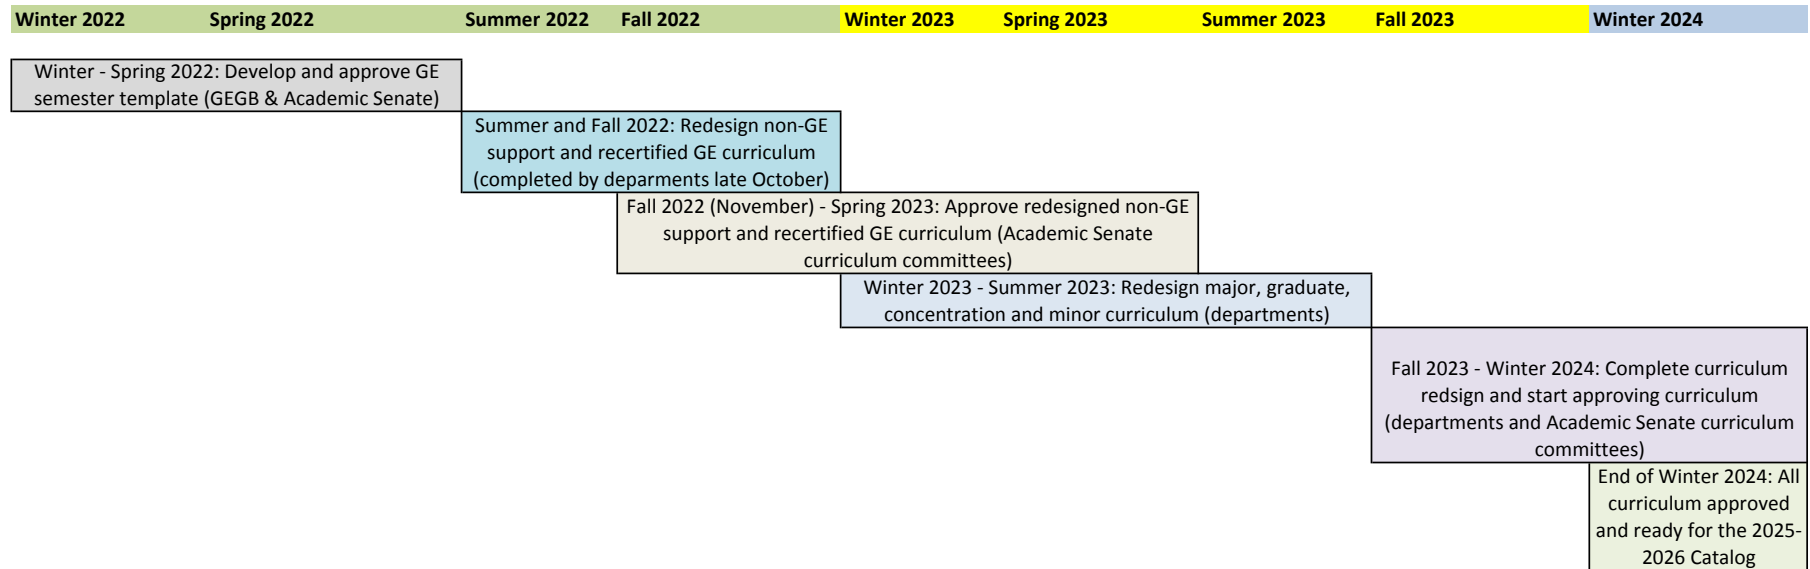 Winter 2022 Spring 2022 Summer 2022 Fall 2022 Winter 2023 Spring 2023 Summer 2023 Fall 2023 Winter 2024
Winter - Spring 2022: Develop and approve GE
semester template (GEGB & Academic Senate)
Summer and Fall 2022: Redesign non-GE
support and recertified GE curriculum
(completed by deparments late October)
Fall 2022 (November) - Spring 2023: Approve redesigned non-GE
support and recertified GE curriculum (Academic Senate
curriculum committees)
Winter 2023 - Summer 2023: Redesign major, graduate,
concentration and minor curriculum (departments)
Fall 2023 - Winter 2024: Complete curriculum
redsign and start approving curriculum
(departments and Academic Senate curriculum
committees)
End of Winter 2024: All
curriculum approved
and ready for the 2025-
2026 Catalog